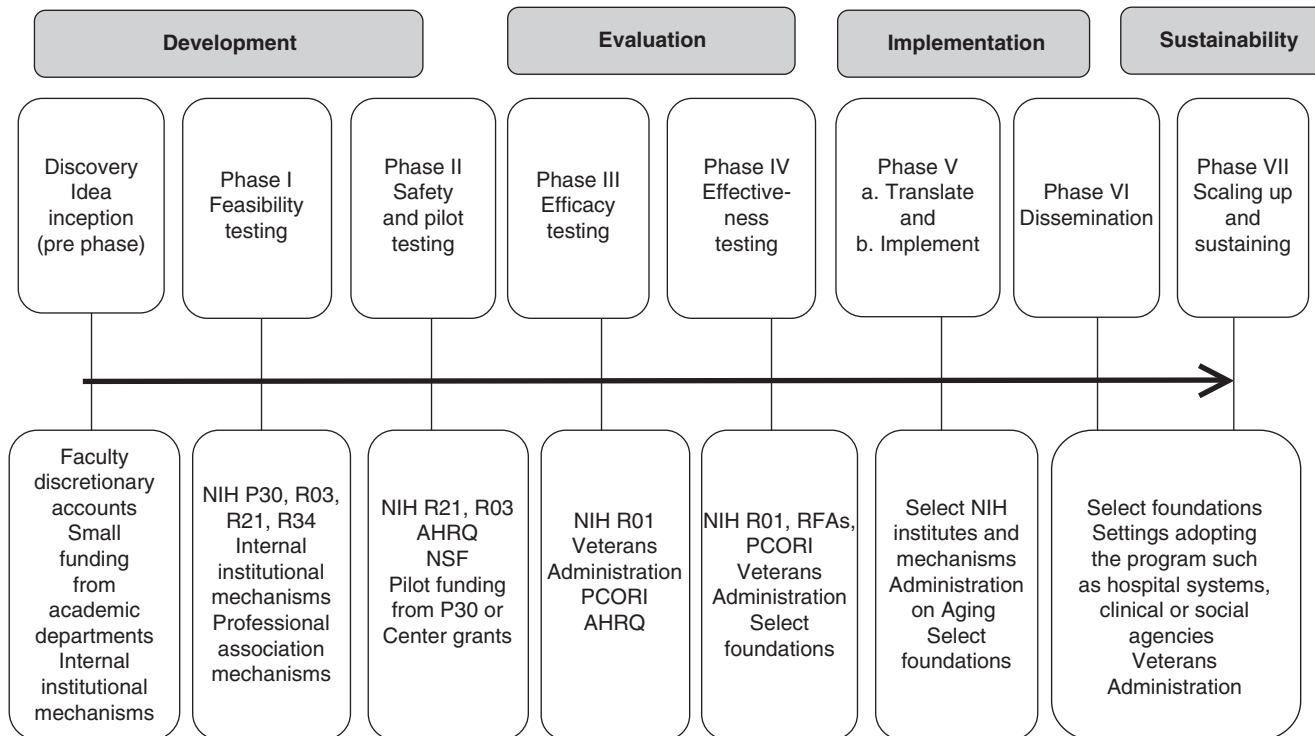 Development
Evaluation
Implementation
Sustainability
Discovery
Idea
inception
(pre phase)
Phase I
Feasibility
testing
Phase II
Safety
and pilot
testing
Phase III
Efficacy
testing
Phase IV
Effective-
ness
testing
Phase V
a. Translate
and
b. Implement
Phase VI
Dissemination
Phase VII
Scaling up
and
sustaining
Faculty
discretionary
accounts
Small
funding
from
academic
departments
Internal
institutional
mechanisms
NIH P30, R03,
R21, R34
Internal
institutional
mechanisms
Professional
association
mechanisms
NIH R21, R03
AHRQ
NSF
Pilot funding
from P30 or
Center grants
NIH R01
Veterans
Administration
PCORI
AHRQ
NIH R01, RFAs,
PCORI
Veterans
Administration
Select
foundations
Select NIH
institutes and
mechanisms
Administration
on Aging
Select
foundations
Select foundations
Settings adopting
the program such
as hospital systems,
clinical or social
agencies
Veterans
Administration